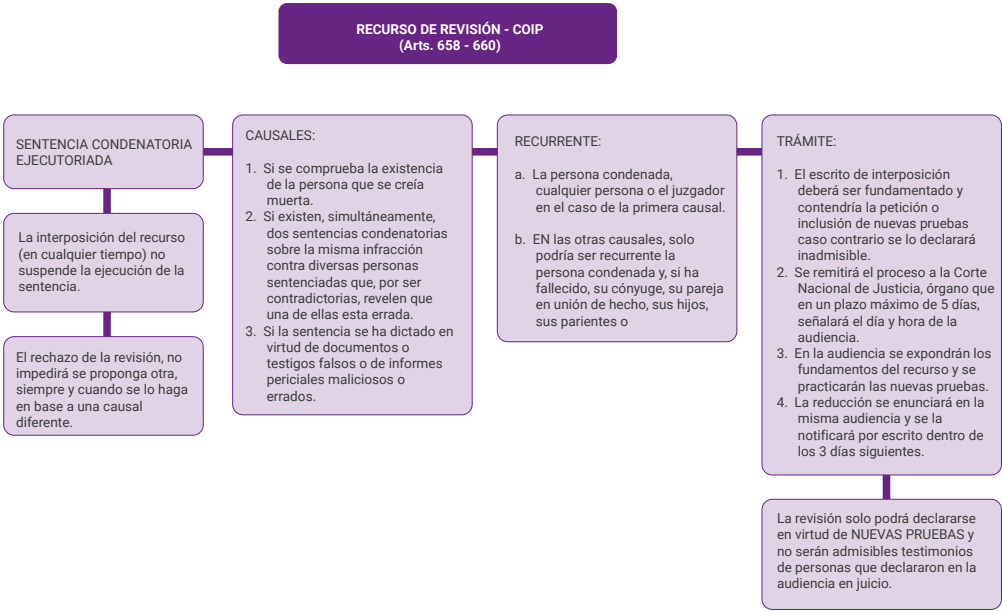 RECURSO DE REVISIÓN - COIP
(Arts. 658 - 660)
SENTENCIA CONDENATORIA
EJECUTORIADA
La interposición del recurso
(en cualquier tiempo) no
suspende la ejecución de la
sentencia.
El rechazo de la revisión, no
impedirá se proponga otra,
siempre y cuando se lo haga
en base a una causal
diferente.
CAUSALES:
1. Si se comprueba la existencia
de la persona que se creía
muerta.
2. Si existen, simultáneamente,
dos sentencias condenatorias
sobre la misma infracción
contra diversas personas
sentenciadas que, por ser
contradictorias, revelen que
una de ellas esta errada.
3. Si la sentencia se ha dictado en
virtud de documentos o
testigos falsos o de informes
periciales maliciosos o
errados.
RECURRENTE:
a. La persona condenada,
cualquier persona o el juzgador
en el caso de la primera causal.
b. EN las otras causales, solo
podría ser recurrente la
persona condenada y, si ha
fallecido, su cónyuge, su pareja
en unión de hecho, sus hijos,
sus parientes o
TRÁMITE:
1. El escrito de interposición
deberá ser fundamentado y
contendría la petición o
inclusión de nuevas pruebas
caso contrario se lo declarará
inadmisible.
2. Se remitirá el proceso a la Corte
Nacional de Justicia, órgano que
en un plazo máximo de 5 días,
señalará el día y hora de la
audiencia.
3. En la audiencia se expondrán los
fundamentos del recurso y se
practicarán las nuevas pruebas.
4. La reducción se enunciará en la
misma audiencia y se la
notificará por escrito dentro de
los 3 días siguientes.
La revisión solo podrá declararse
en virtud de NUEVAS PRUEBAS y
no serán admisibles testimonios
de personas que declararon en la
audiencia en juicio.